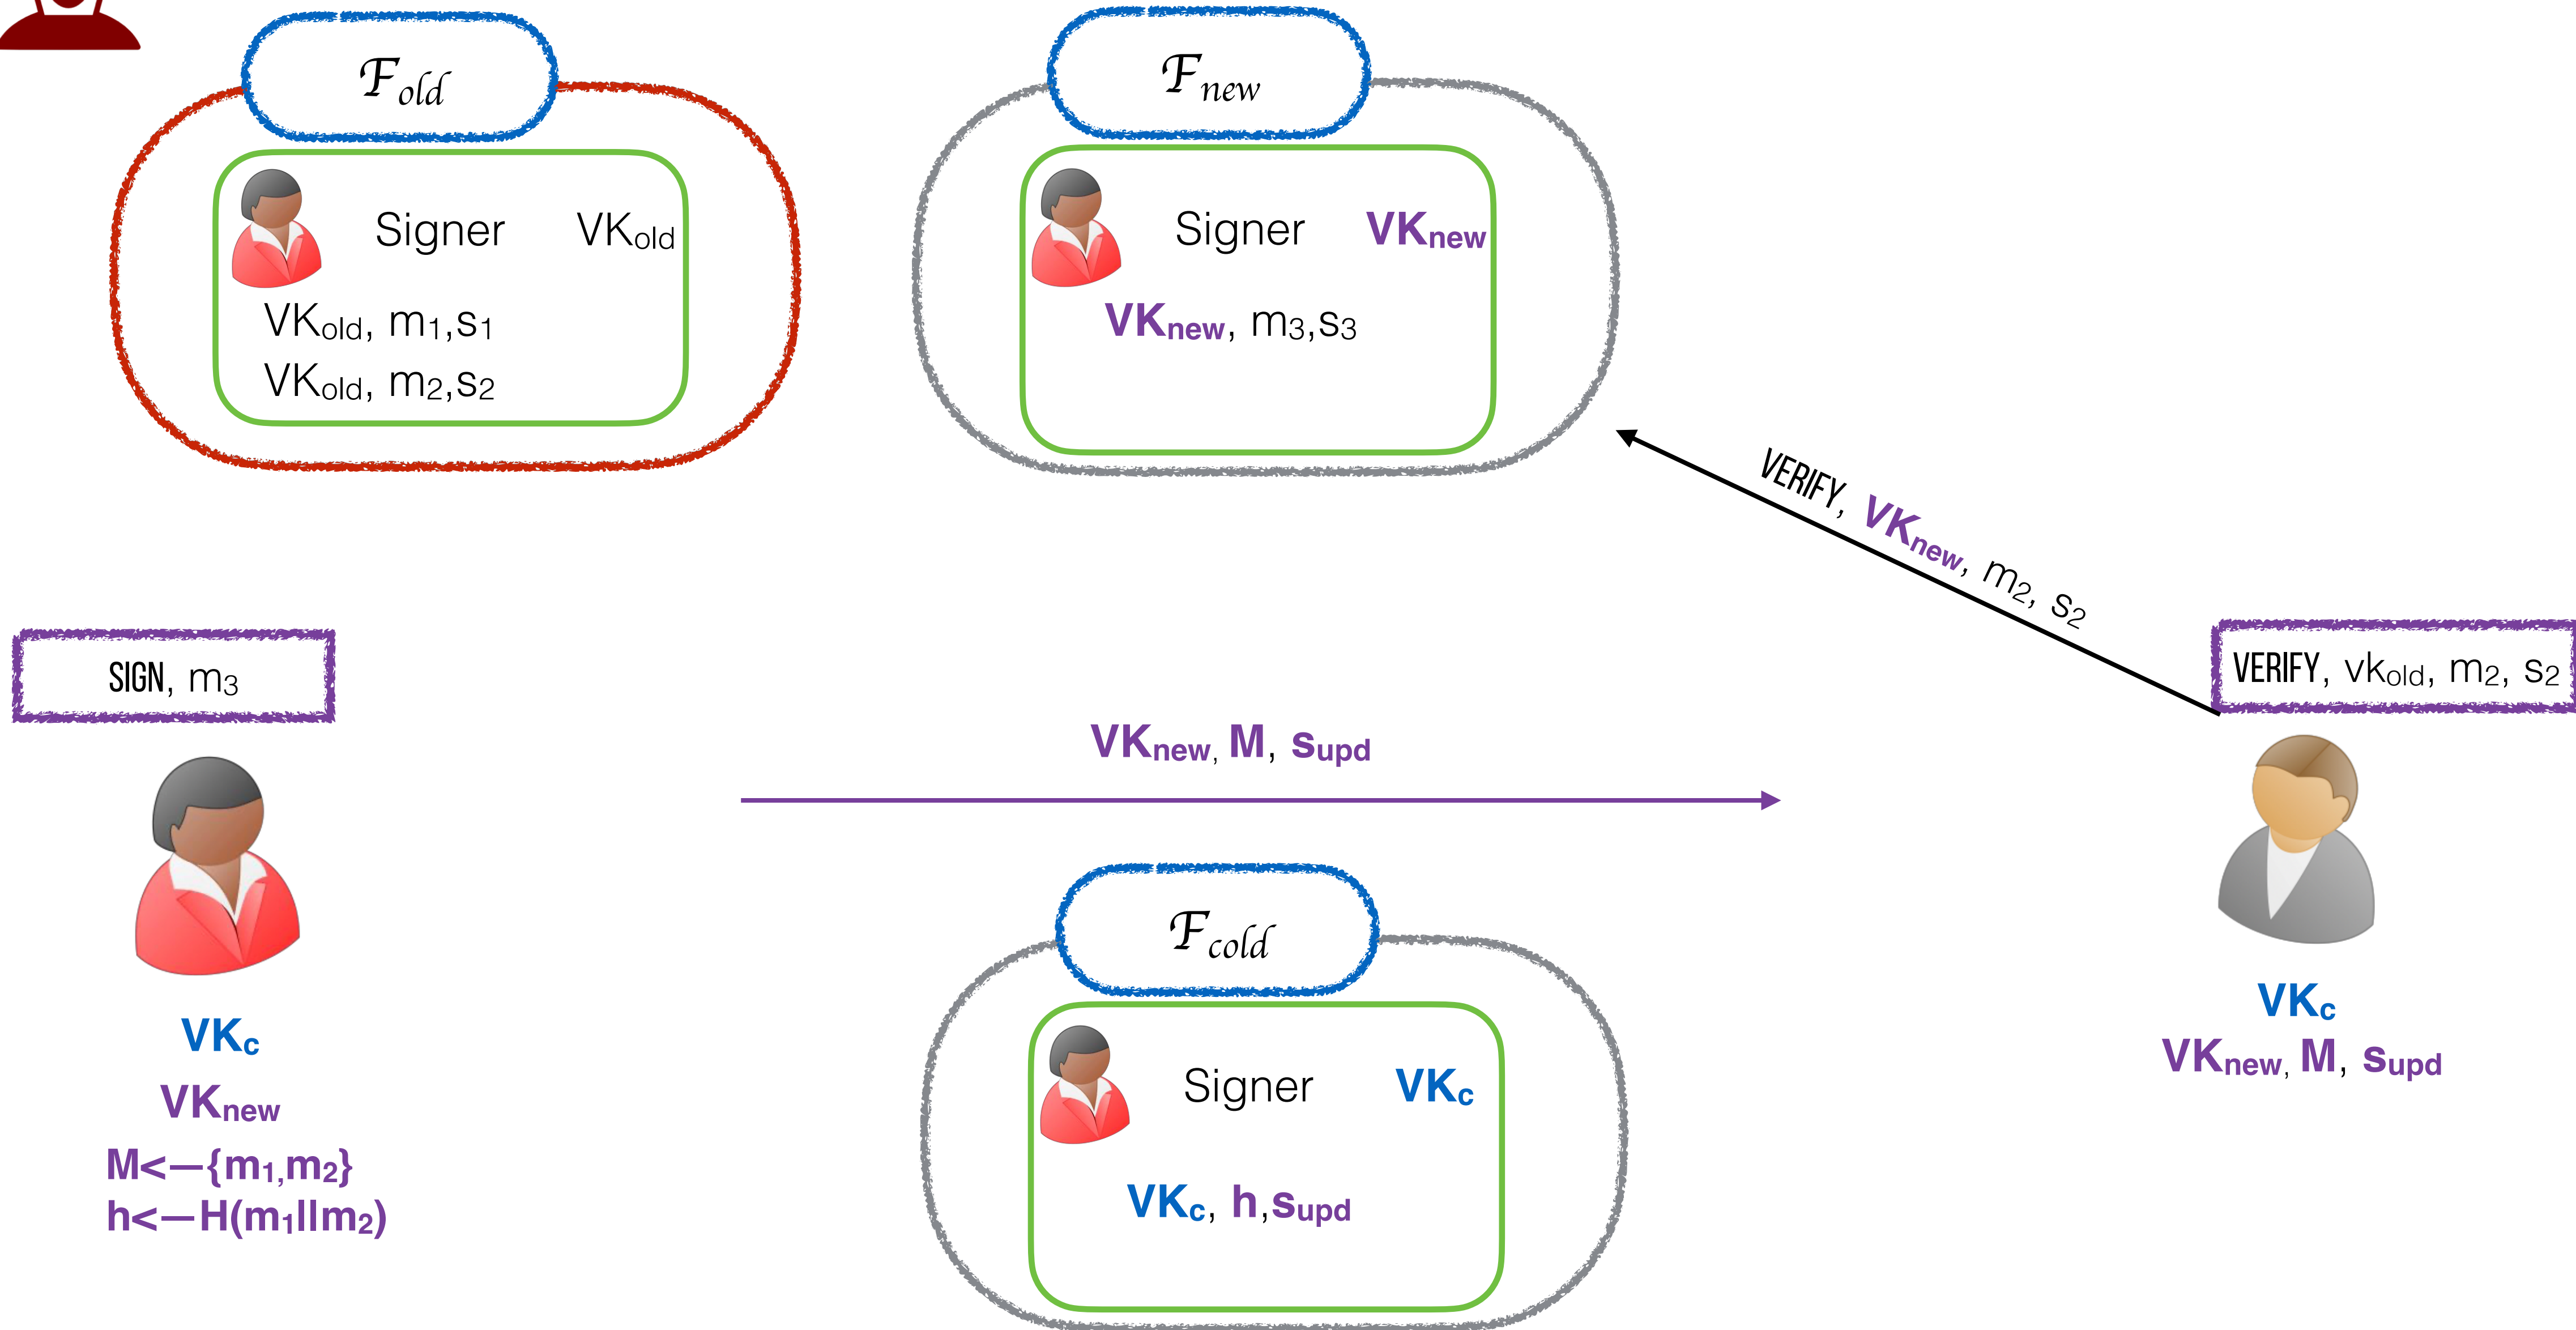 ℱold
Signer VKold
VKold, m1,s1
VKold, m2,s2
ℱnew
Signer VKnew
VKnew, m3,s3
VERIFY, VKnew, m2, s2
SIGN, m3
VERIFY, vkold, m2, s2
VKnew, M, supd
VKc
VKnew
M<—{m1,m2}
h<—H(m1llm2)
ℱcold
Signer VKc
VKc, h,supd
VKc
VKnew, M, supd